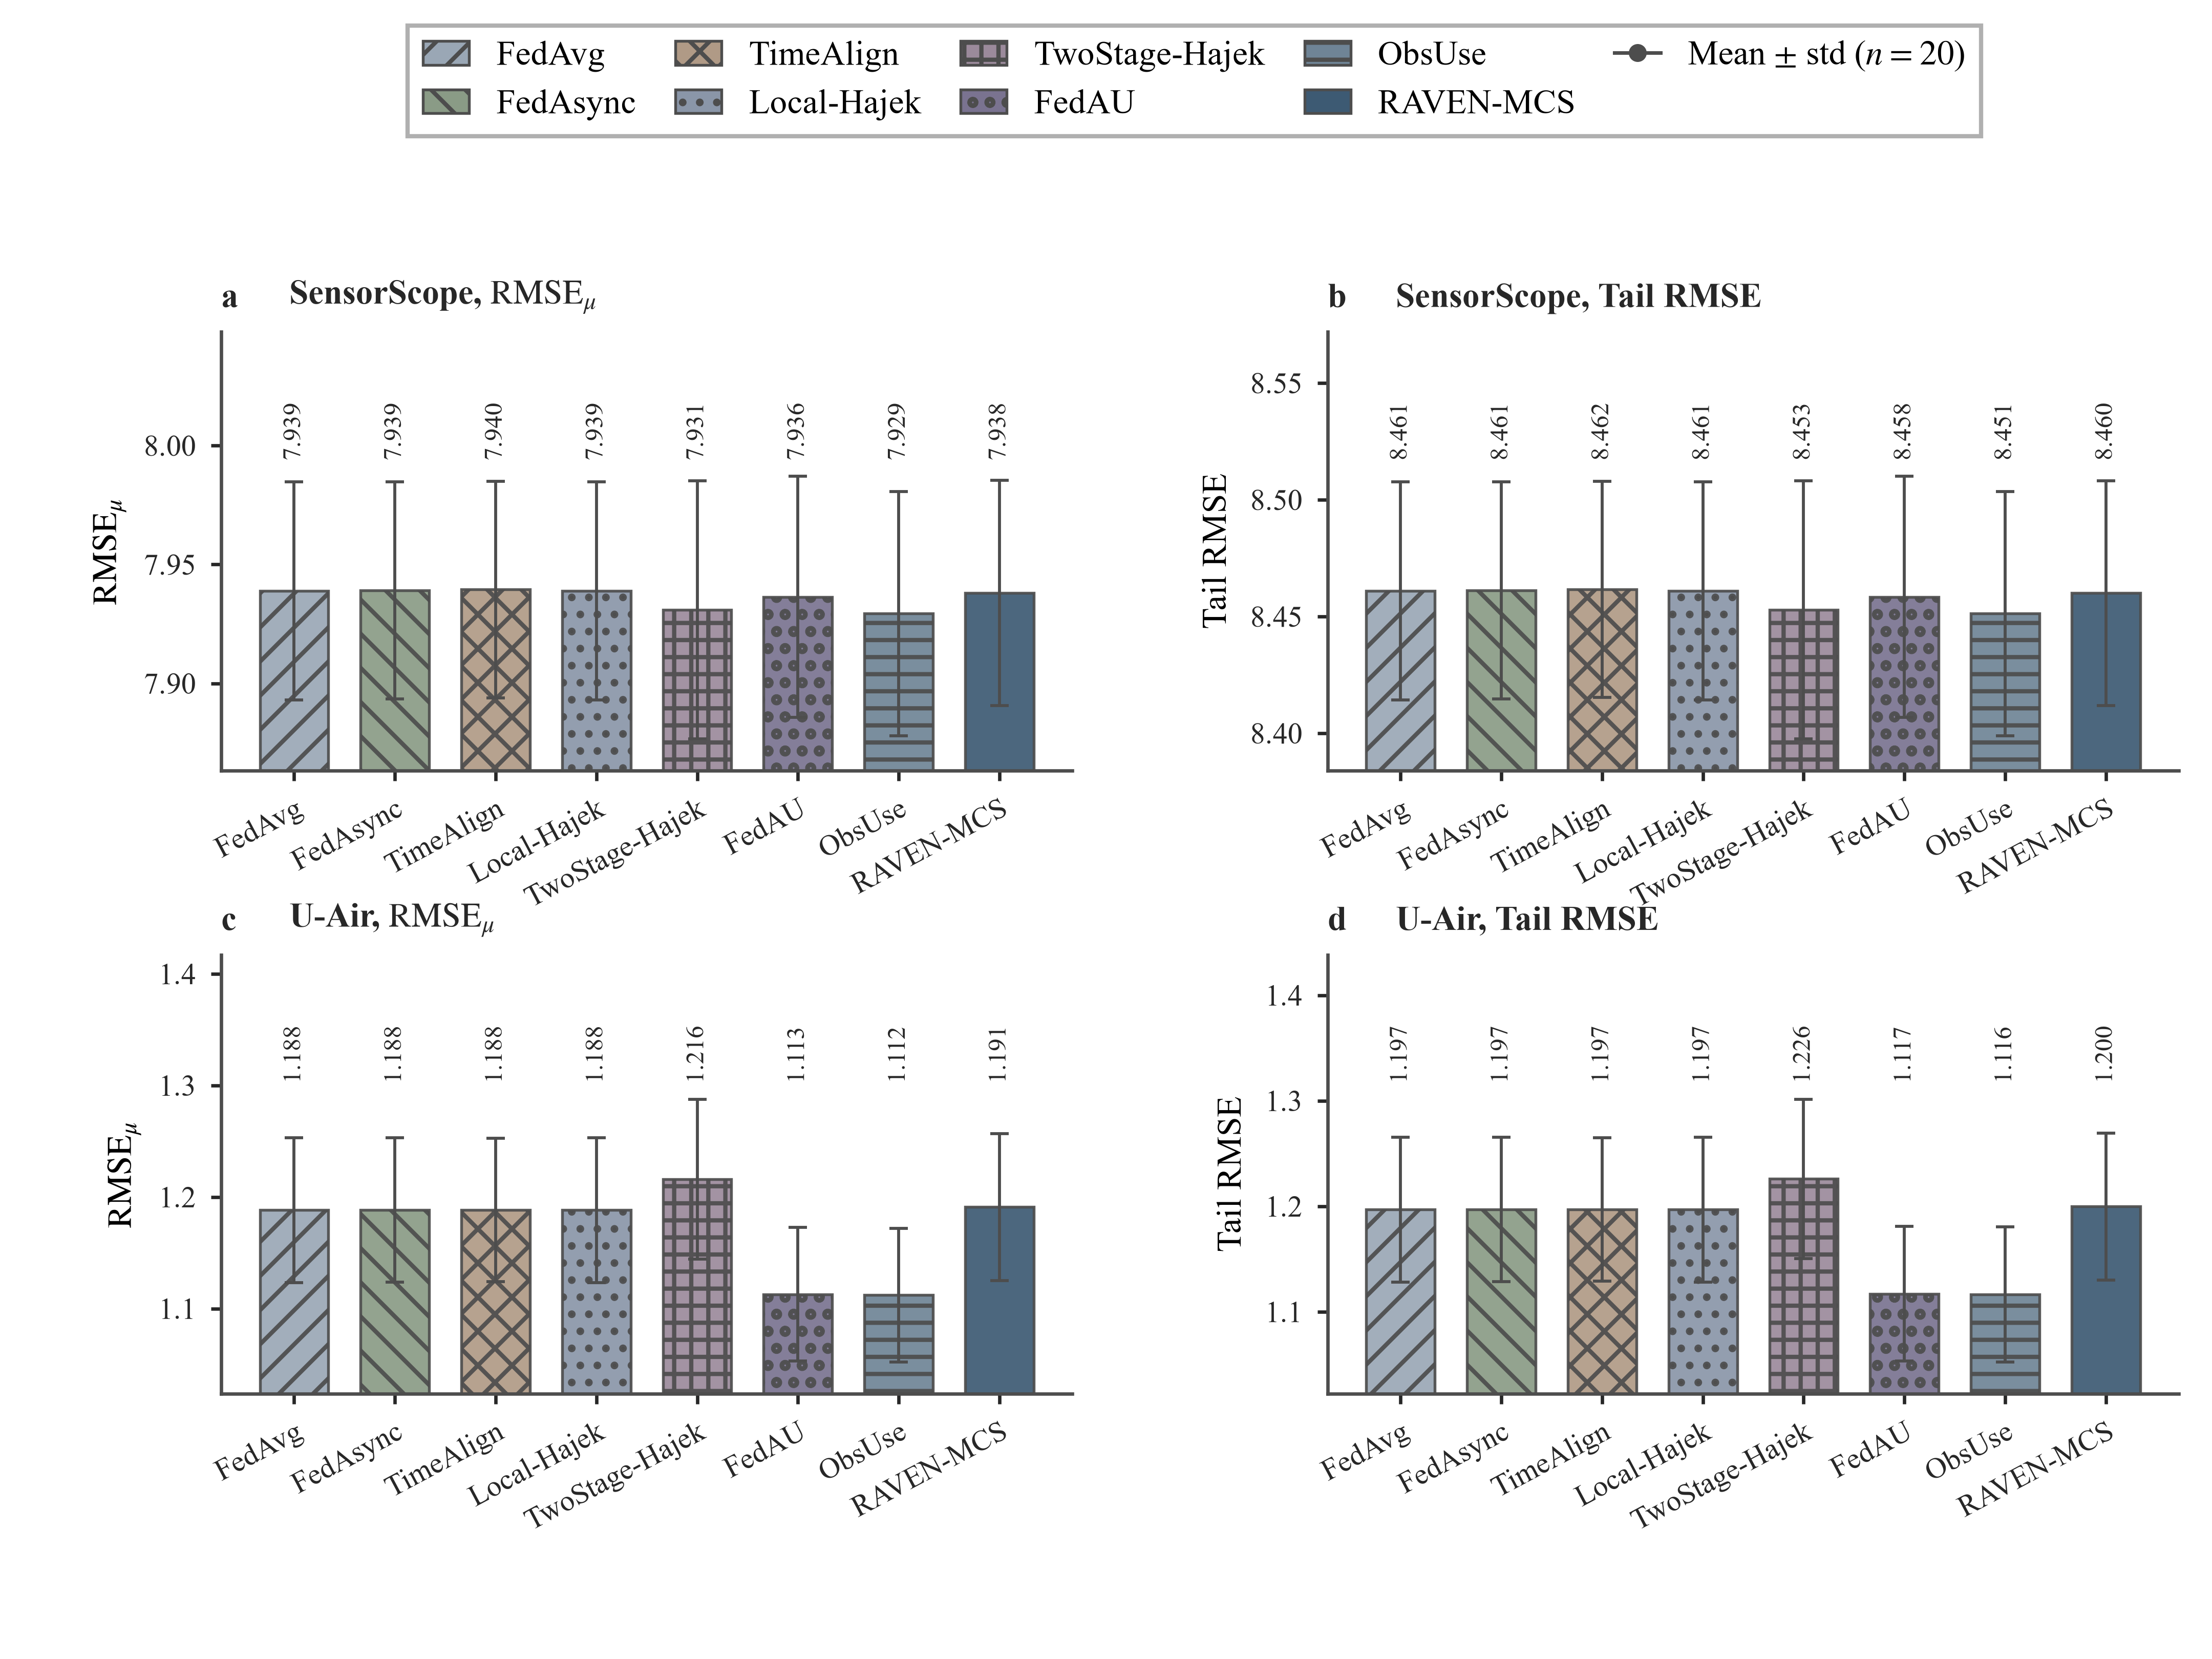 FedAvg TimeAlign TwoStage-Hajek ObsUse Mean ± std (n = 20)
FedAsync Local-Hajek FedAU RAVEN-MCS
a SensorScope, RMSEμ
RMSEμ
8.00
7.95
7.90
7.939 7.939 7.940 7.939 7.931 7.936 7.929 7.938
FedAvg FedAsync TimeAlign Local-Hajek TwoStage-Hajek FedAU ObsUse RAVEN-MCS
b SensorScope, Tail RMSE
Tail RMSE
8.55
8.50
8.45
8.40
8.461 8.461 8.462 8.461 8.453 8.458 8.451 8.460
FedAvg FedAsync TimeAlign Local-Hajek TwoStage-Hajek FedAU ObsUse RAVEN-MCS
c U-Air, RMSEμ
RMSEμ
1.4
1.3
1.2
1.1
1.188 1.188 1.188 1.188 1.216 1.113 1.112 1.191
FedAvg FedAsync TimeAlign Local-Hajek TwoStage-Hajek FedAU ObsUse RAVEN-MCS
d U-Air, Tail RMSE
Tail RMSE
1.4
1.3
1.2
1.1
1.197 1.197 1.197 1.197 1.226 1.117 1.116 1.200
FedAvg FedAsync TimeAlign Local-Hajek TwoStage-Hajek FedAU ObsUse RAVEN-MCS